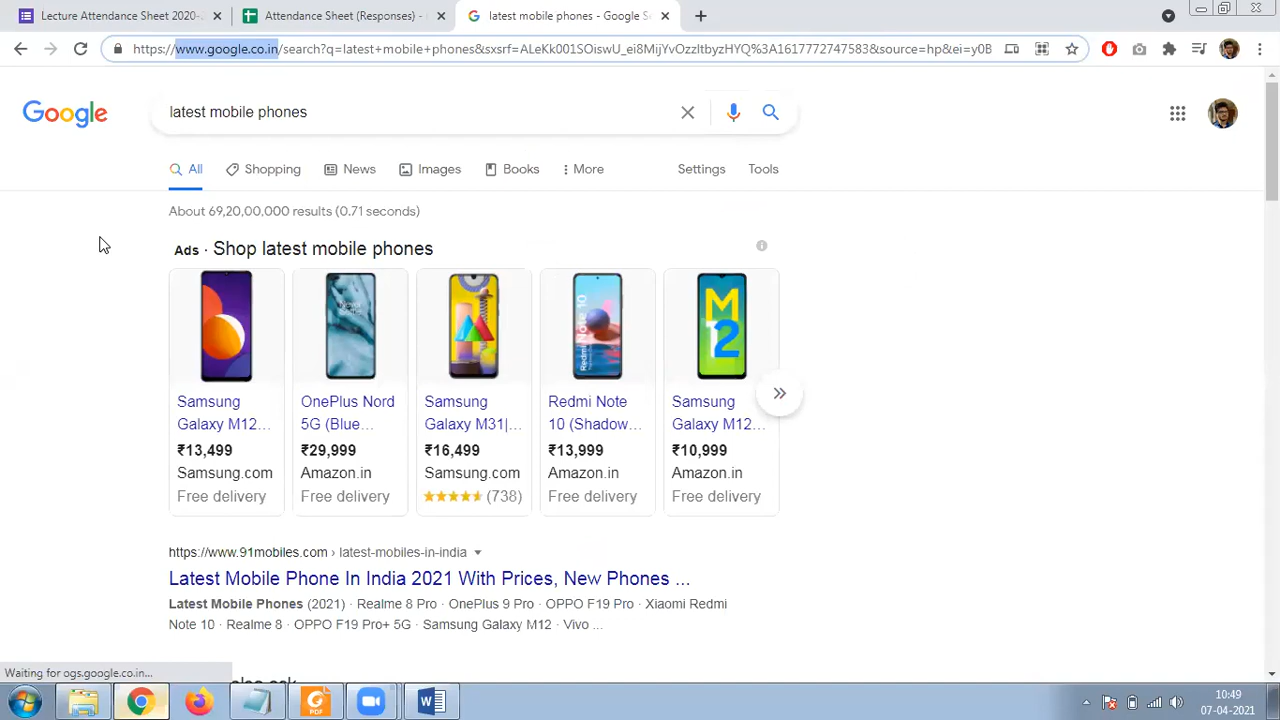 Lecture Attendance Sheet 2020-
Attendance Sheet (Responses) -
latest mobile phones - Google Se
https://www.google.co.in/search?q=latest+mobile+phones&sxsrf=ALeKk001SOiswU_ei8MijYvOzzItbyzHYQ%3A1617772747583&source=hp&ei=y0B
Google
latest mobile phones
All
Shopping
News
Images
Books
More
Settings
Tools
About 69,20,00,000 results (0.71 seconds)
Ads · Shop latest mobile phones
Samsung
Galaxy M12...
₹13,499
Samsung.com
Free delivery
OnePlus Nord
5G (Blue...
₹29,999
Amazon.in
Free delivery
Samsung
Galaxy M31|...
₹16,499
Samsung.com
(738)
Redmi Note 10
Redmi Note
10 (Shadow...
₹13,999
Amazon.in
Free delivery
M
12
Samsung
Galaxy M12...
₹10,999
Amazon.in
Free delivery
https://www.91mobiles.com › latest-mobiles-in-india
Latest Mobile Phone In India 2021 With Prices, New Phones ...
Latest Mobile Phones (2021) · Realme 8 Pro · OnePlus 9 Pro · OPPO F19 Pro · Xiaomi Redmi
Note 10 · Realme 8 · OPPO F19 Pro+ 5G · Samsung Galaxy M12 · Vivo ...
Waiting for ogs.google.co.in...
PDF
10:49
07-04-2021